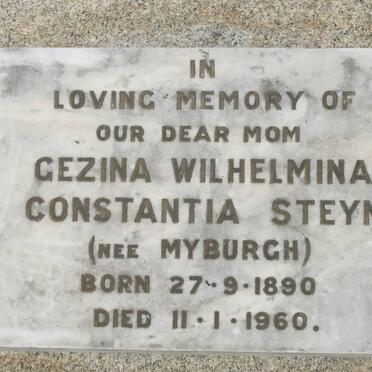 IN
LOVING MEMORY OF
OUR DEAR MOM
GEZINA WILHELMINA
CONSTANTIA STEYN
(NEE MYBURGH)
BORN 27·9·1890
DIED 11·1·1960.